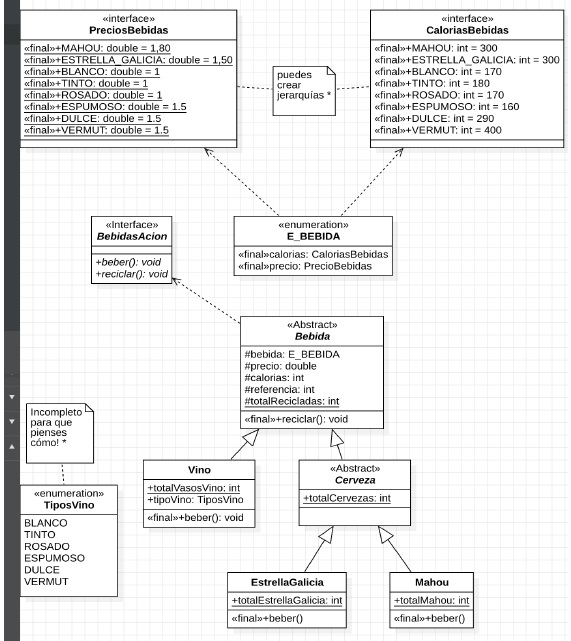 «interface»
PreciosBebidas
«final»+MAHOU: double = 1,80
«final»+ESTRELLA_GALICIA: double = 1,50
«final»+BLANCO: double = 1
«final»+TINTO: double = 1
«final»+ROSADO: double = 1
«final»+ESPUMOSO: double = 1.5
«final»+DULCE: double = 1.5
«final»+VERMUT: double = 1.5
puedes
crear
jerarquías *
«interface»
CaloriasBebidas
«final»+MAHOU: int = 300
«final»+ESTRELLA_GALICIA: int = 300
«final»+BLANCO: int = 170
«final»+TINTO: int = 180
«final»+ROSADO: int = 170
«final»+ESPUMOSO: int = 160
«final»+DULCE: int = 290
«final»+VERMUT: int = 400
«Interface»
BebidasAcion
+beber(): void
+reciclar(): void
«enumeration»
E_BEBIDA
«final»calorias: CaloriasBebidas
«final»precio: PrecioBebidas
«Abstract»
Bebida
#bebida: E_BEBIDA
#precio: double
#calorias: int
#referencia: int
#totalRecicladas: int
«final»+reciclar(): void
Incompleto
para que
pienses
cómo! *
«enumeration»
TiposVino
BLANCO
TINTO
ROSADO
ESPUMOSO
DULCE
VERMUT
Vino
+totalVasosVino: int
+tipoVino: TiposVino
«final»+beber(): void
«Abstract»
Cerveza
+totalCervezas: int
EstrellaGalicia
+totalEstrellaGalicia: int
«final»+beber()
Mahou
+totalMahou: int
«final»+beber()